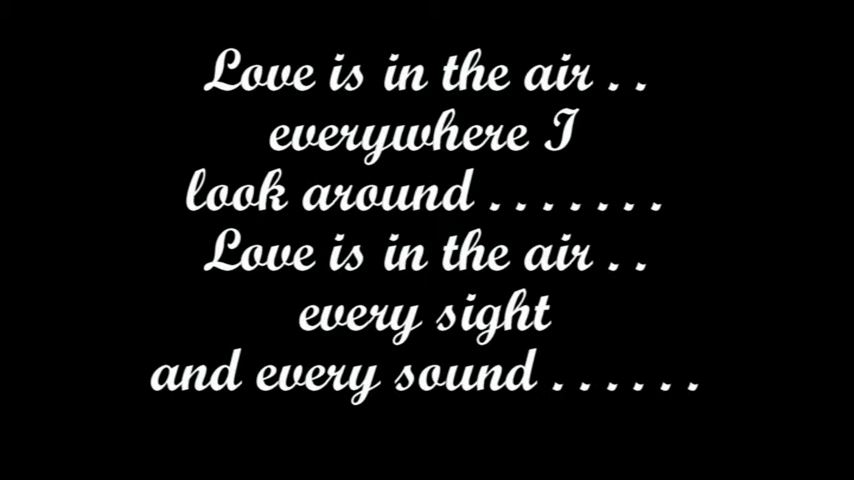 Love is in the air . .
everywhere I
look around . . . . . . .
Love is in the air . .
every sight
and every sound . . . . . .